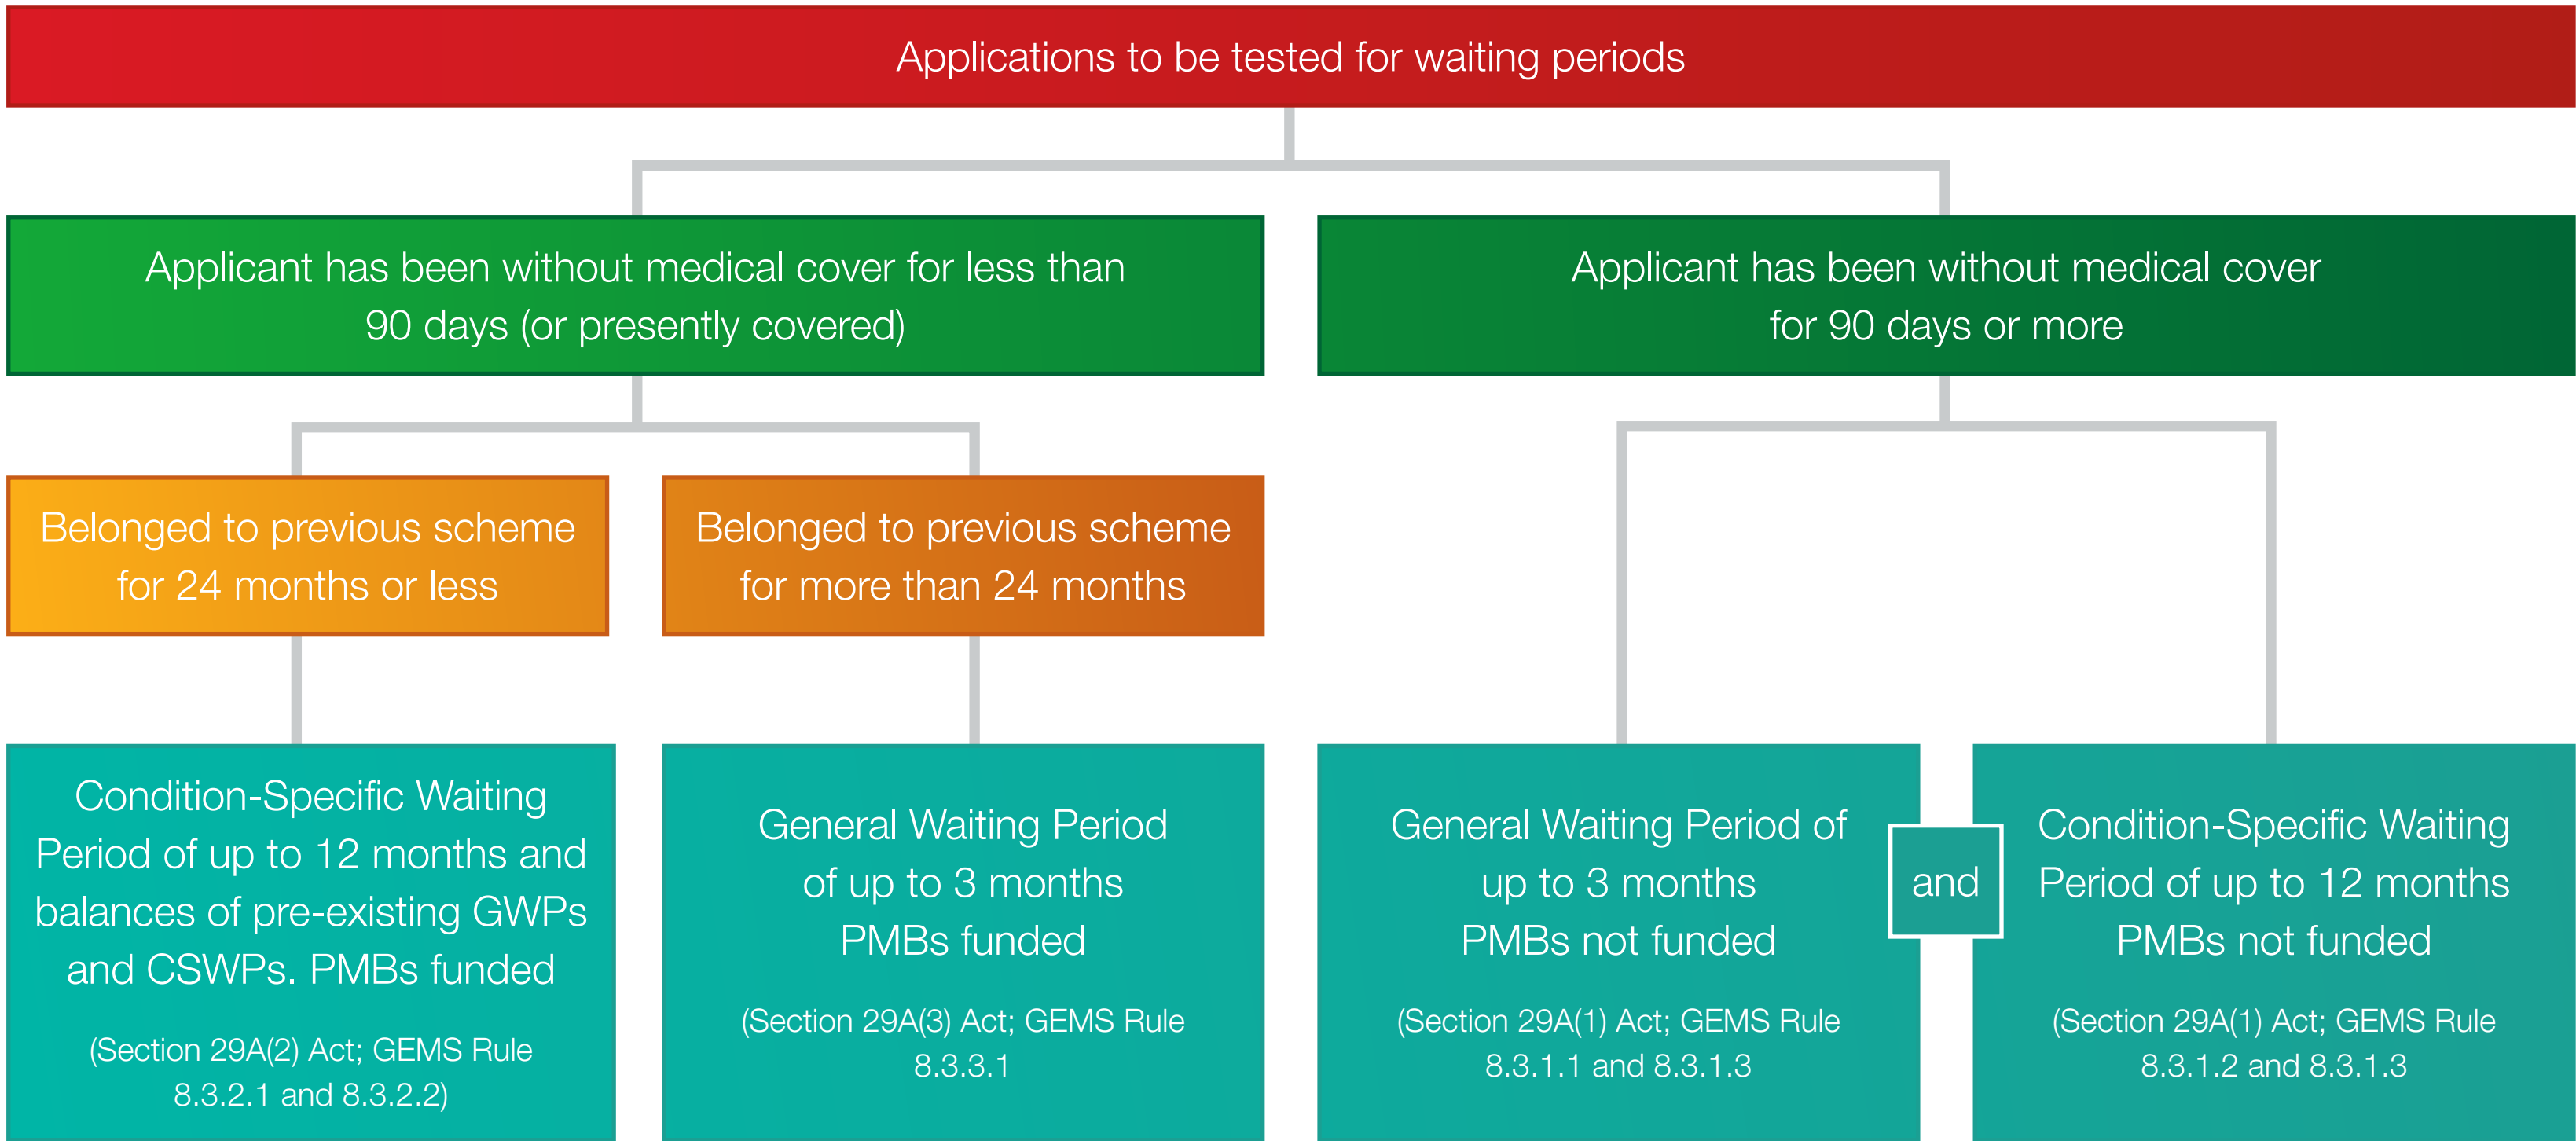 Applications to be tested for waiting periods
Applicant has been without medical cover for less than
90 days (or presently covered)
Applicant has been without medical cover
for 90 days or more
Belonged to previous scheme
for 24 months or less
Belonged to previous scheme
for more than 24 months
Condition-Specific Waiting
Period of up to 12 months and
balances of pre-existing GWPs
and CSWPs. PMBs funded
(Section 29A(2) Act; GEMS Rule
8.3.2.1 and 8.3.2.2)
General Waiting Period
of up to 3 months
PMBs funded
(Section 29A(3) Act; GEMS Rule
8.3.3.1
General Waiting Period of
up to 3 months
PMBs not funded
(Section 29A(1) Act; GEMS Rule
8.3.1.1 and 8.3.1.3
and
Condition-Specific Waiting
Period of up to 12 months
PMBs not funded
(Section 29A(1) Act; GEMS Rule
8.3.1.2 and 8.3.1.3